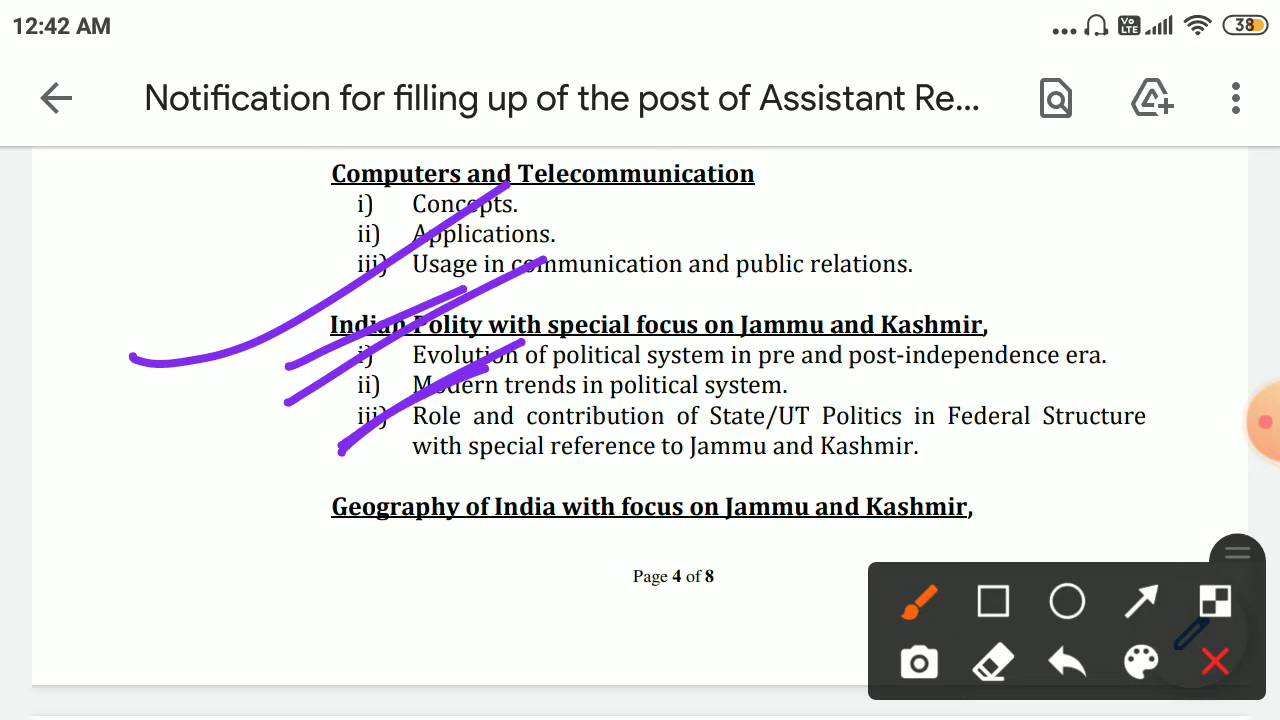 12:42 AM
Vo LTE
38
Notification for filling up of the post of Assistant Re...
Computers and Telecommunication
i) Concepts.
ii) Applications.
iii) Usage in communication and public relations.
Indian Polity with special focus on Jammu and Kashmir,
i) Evolution of political system in pre and post-independence era.
ii) Modern trends in political system.
iii) Role and contribution of State/UT Politics in Federal Structure
with special reference to Jammu and Kashmir.
Geography of India with focus on Jammu and Kashmir,
Page 4 of 8